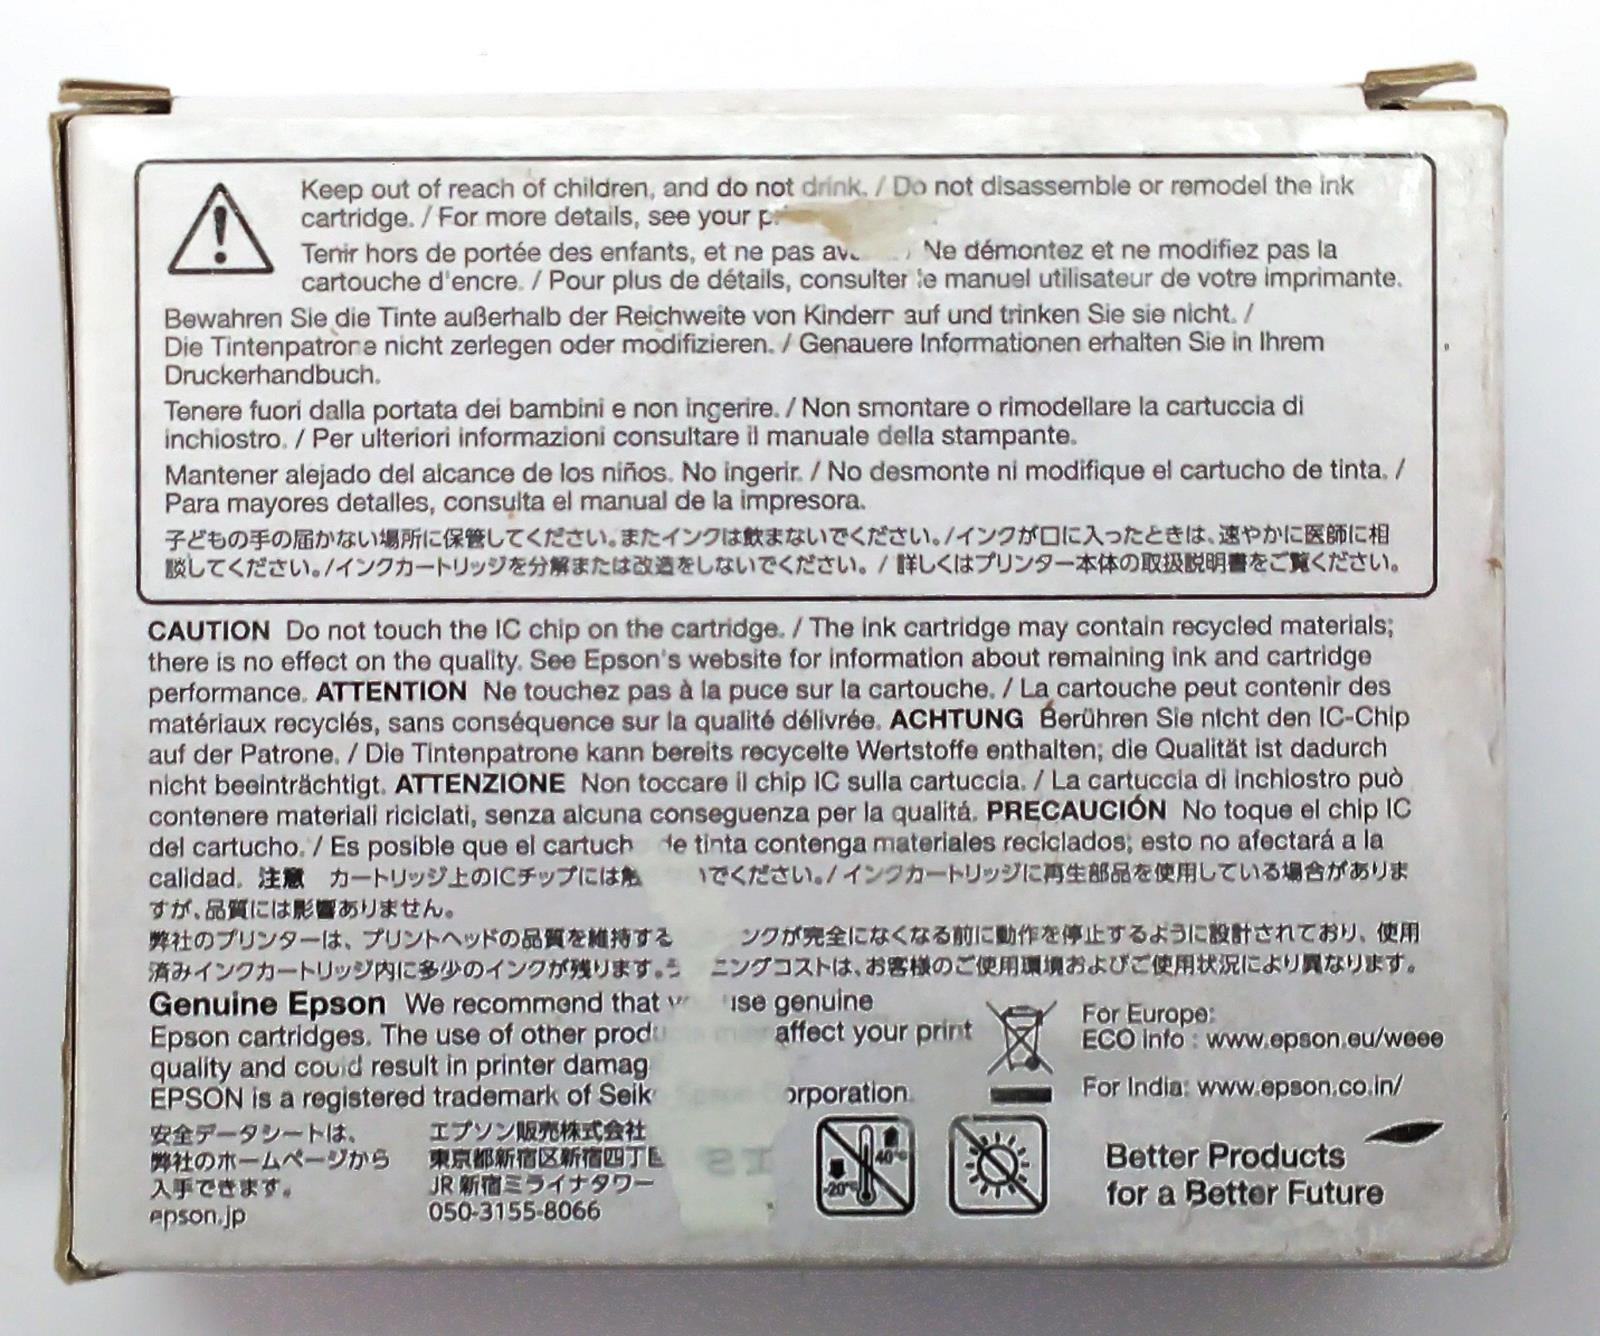 Keep out of reach of children, and do not drink. / Do not disassemble or remodel the ink
cartridge. / For more details, see your
Tenir hors de portée des enfants, et ne pas Ne démontez et ne modifiez pas la
cartouche d'encre. / Pour plus de détails, consulter le manuel utilisateur de votre imprimante.
Bewahren Sie die Tinte außerhalb der Reichweite von Kindern auf und trinken Sie sie nicht. /
Die Tintenpatrone nicht zerlegen oder modifizieren. / Genauere Informationen erhalten Sie in Ihrem
Druckerhandbuch.
Tenere fuori dalla portata dei bambini e non ingerire. / Non smontare o rimodellare la cartuccia di
inchiostro. / Per ulteriori informazioni consultare il manuale della stampante.
Mantener alejado del alcance de los niños. No ingerir. / No desmonte ni modifique el cartucho de tinta. /
Para mayores detalles, consulta el manual de la impresora.
子どもの手の届かない場所に保管してください。またインクは飲まないでください。/インクが口に入ったときは、速やかに医師に相
談してください。/インクカートリッジを分解または改造をしないでください。/ 詳しくはプリンター本体の取扱説明書をご覧ください。
CAUTION Do not touch the IC chip on the cartridge. / The ink cartridge may contain recycled materials;
there is no effect on the quality. See Epson's website for information about remaining ink and cartridge
performance. ATTENTION Ne touchez pas à la puce sur la cartouche. / La cartouche peut contenir des
matériaux recyclés, sans conséquence sur la qualité délivrée. ACHTUNG Berühren Sie nicht den IC-Chip
auf der Patrone. / Die Tintenpatrone kann bereits recycelte Wertstoffe enthalten; die Qualität ist dadurch
nicht beeinträchtigt. ATTENZIONE Non toccare il chip IC sulla cartuccia. / La cartuccia di inchiostro può
contenere materiali riciclati, senza alcuna conseguenza per la qualitá. PRECAUCIÓN No toque el chip IC
del cartucho. / Es posible que el cartuch de tinta contenga materiales reciclados; esto no afectará a la
calidad. 注意 カートリッジ上のICチップには触 でください。/インクカートリッジに再生部品を使用している場合がありま
すが、品質には影響ありません。
弊社のプリンターは、プリントヘッドの品質を維持する ンクが完全になくなる前に動作を停止するように設計されており、使用
済みインクカートリッジ内に多少のインクが残ります。 ニングコストは、お客様のご使用環境およびご使用状況により異なります。
Genuine Epson We recommend that use genuine
Epson cartridges. The use of other may affect your print
quality and could result in printer
EPSON is a registered trademark of
For Europe:
ECO info : www.epson.eu/weee
For India: www.epson.co.in/
安全データシートは、
弊社のホームページから
入手できます。
epson.jp
エプソン販売株式会社
東京都新宿区新宿四丁目
JR 新宿ミライナタワー
050-3155-8066
-20°C 40°C
Better Products
for a Better Future